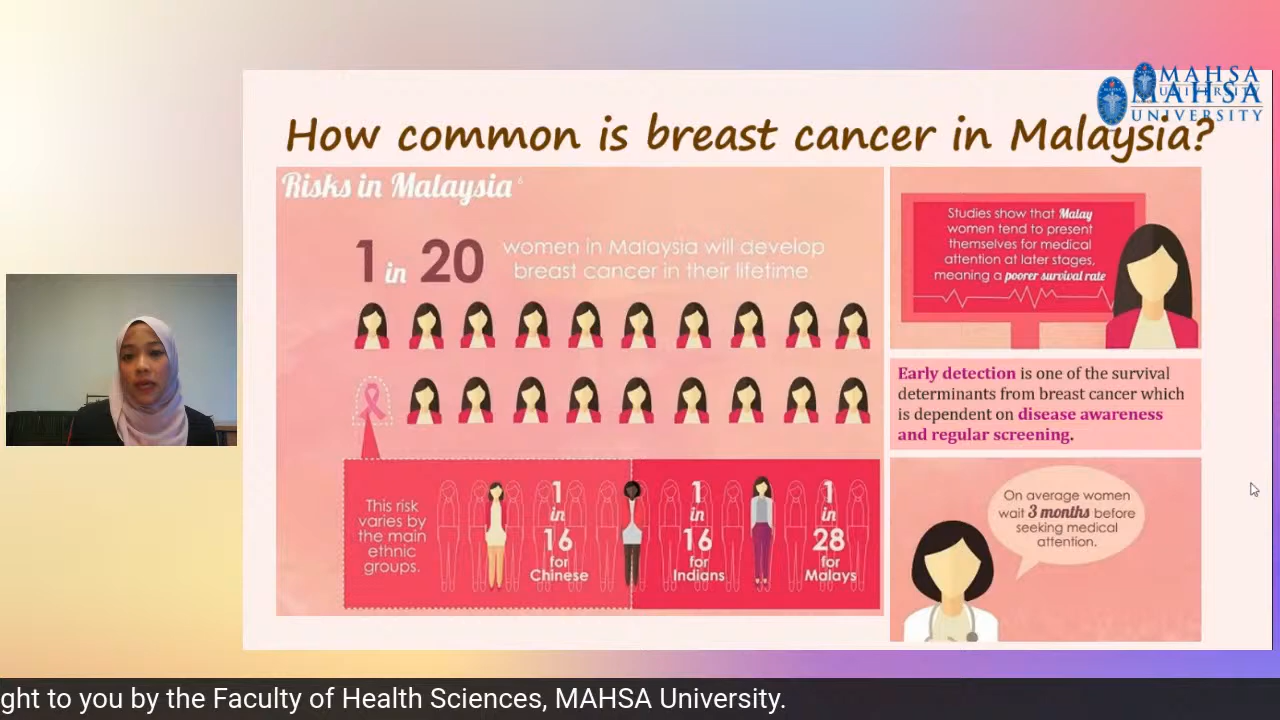 MAHSA
UNIVERSITY
MAHSA
UNIVERSITY
How common is breast cancer in Malaysia?
Risks in Malaysia 6
1 in 20
women in Malaysia will develop
breast cancer in their lifetime.
This risk
varies by
the main
ethnic
groups.
1
in
16
for
Chinese
1
in
16
for
Indians
1
in
28
for
Malays
Studies show that Malay
women tend to present
themselves for medical
attention at later stages,
meaning a poorer survival rate
Early detection is one of the survival
determinants from breast cancer which
is dependent on disease awareness
and regular screening.
On average women
wait 3 months before
seeking medical
attention.
ght to you by the Faculty of Health Sciences, MAHSA University.